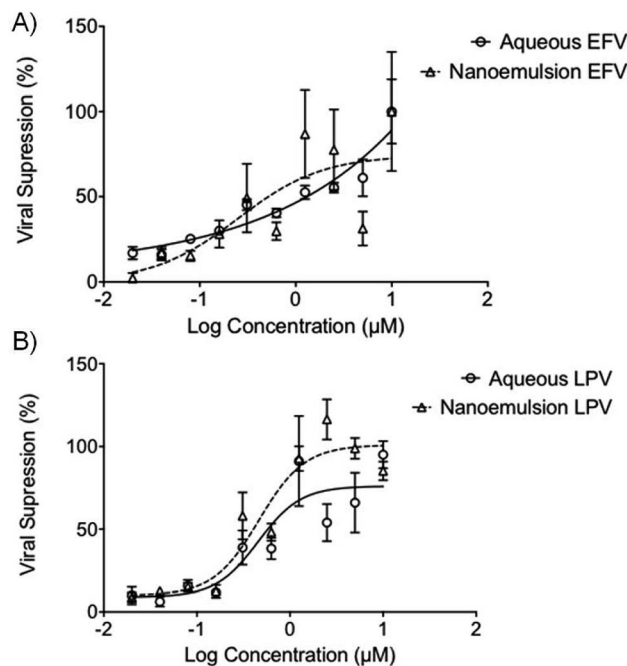 A)
Aqueous EFV
Nanoemulsion EFV
Viral Supression (%)
150
100
50
0
-2 -1 0 1 2
Log Concentration (µM)
B)
Aqueous LPV
Nanoemulsion LPV
Viral Supression (%)
150
100
50
0
-2 -1 0 1 2
Log Concentration (µM)